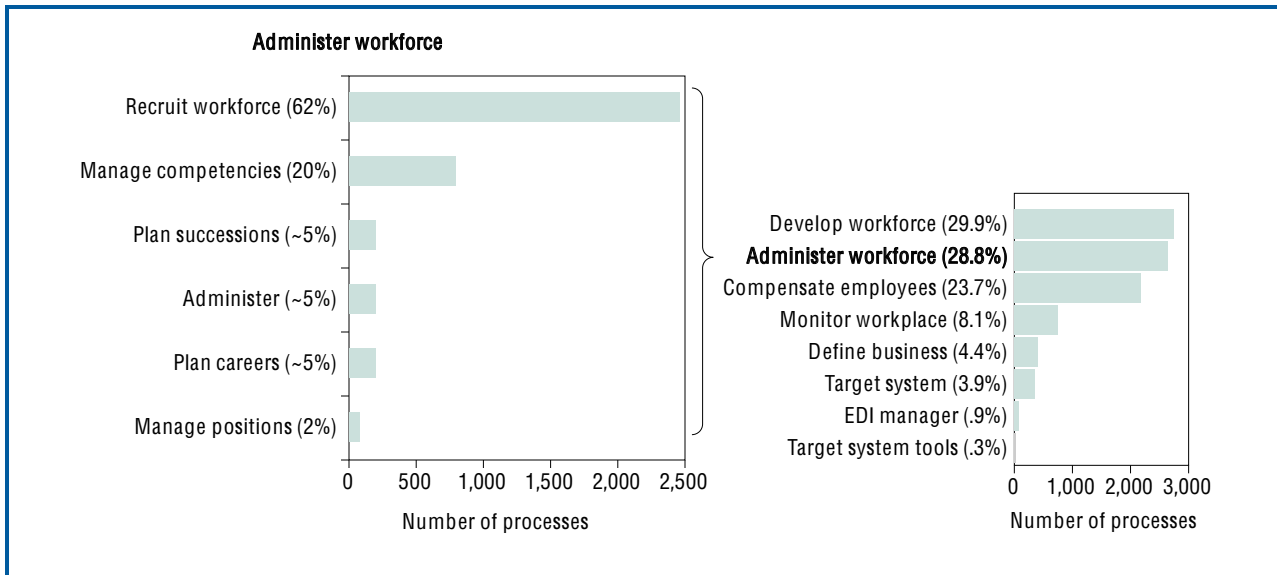 Administer workforce
Recruit workforce (62%)
Manage competencies (20%)
Plan successions (~5%)
Administer (~5%)
Plan careers (~5%)
Manage positions (2%)
0 500 1,000 1,500 2,000 2,500
Number of processes
Develop workforce (29.9%)
Administer workforce (28.8%)
Compensate employees (23.7%)
Monitor workplace (8.1%)
Define business (4.4%)
Target system (3.9%)
EDI manager (.9%)
Target system tools (.3%)
0 1,000 2,000 3,000
Number of processes